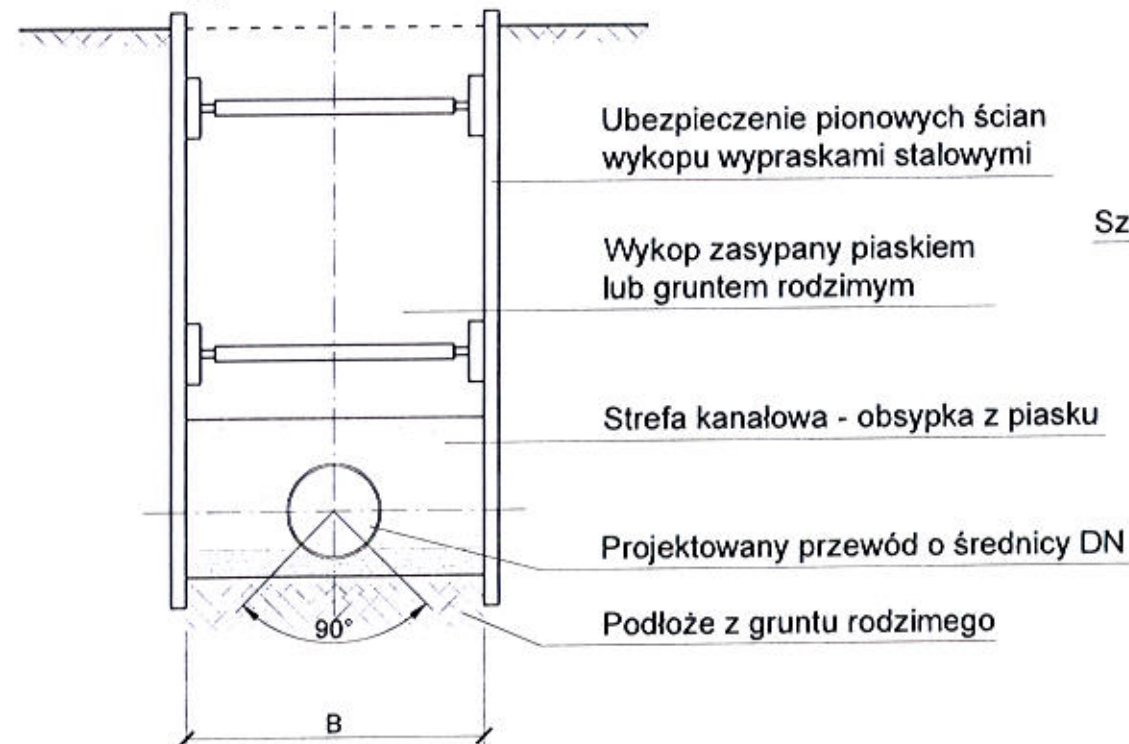 Ubezpieczenie pionowych ścian
wykopu wypraskami stalowymi
Sz
Wykop zasypany piaskiem
lub gruntem rodzimym
Strefa kanałowa - obsypka z piasku
Projektowany przewód o średnicy DN
Podłoże z gruntu rodzimego
90°
B